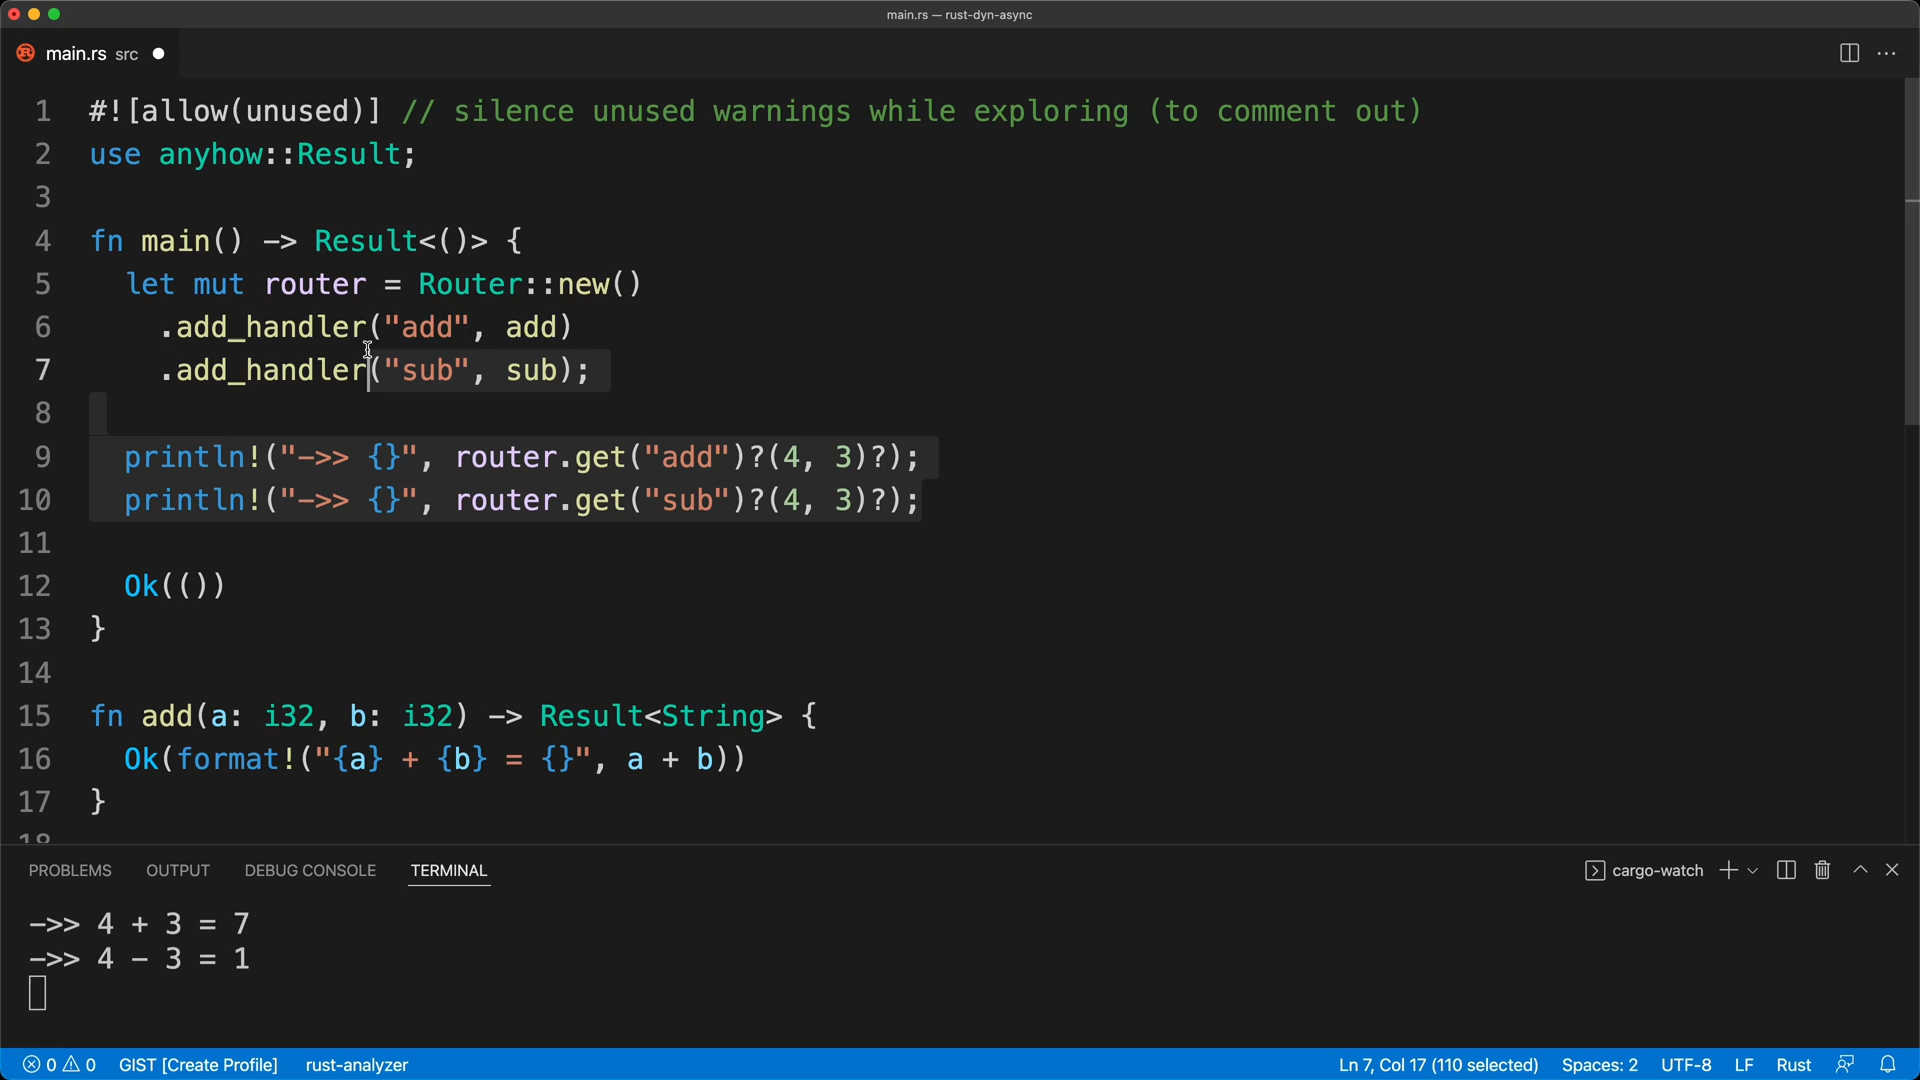 main.rs — rust-dyn-async
main.rs src
1 #![allow(unused)] // silence unused warnings while exploring (to comment out)
2 use anyhow::Result;
3
4 fn main() -> Result<()> {
5 let mut router = Router::new()
6 .add_handler("add", add)
7 .add_handler("sub", sub);
8
9 println!("->> {}", router.get("add")?(4, 3)?);
10 println!("->> {}", router.get("sub")?(4, 3)?);
11
12 Ok(())
13 }
14
15 fn add(a: i32, b: i32) -> Result<String> {
16 Ok(format!("{a} + {b} = {}", a + b))
17 }
18
PROBLEMS OUTPUT DEBUG CONSOLE TERMINAL cargo-watch
->> 4 + 3 = 7
->> 4 - 3 = 1
0 0 GIST [Create Profile] rust-analyzer Ln 7, Col 17 (110 selected) Spaces: 2 UTF-8 LF Rust